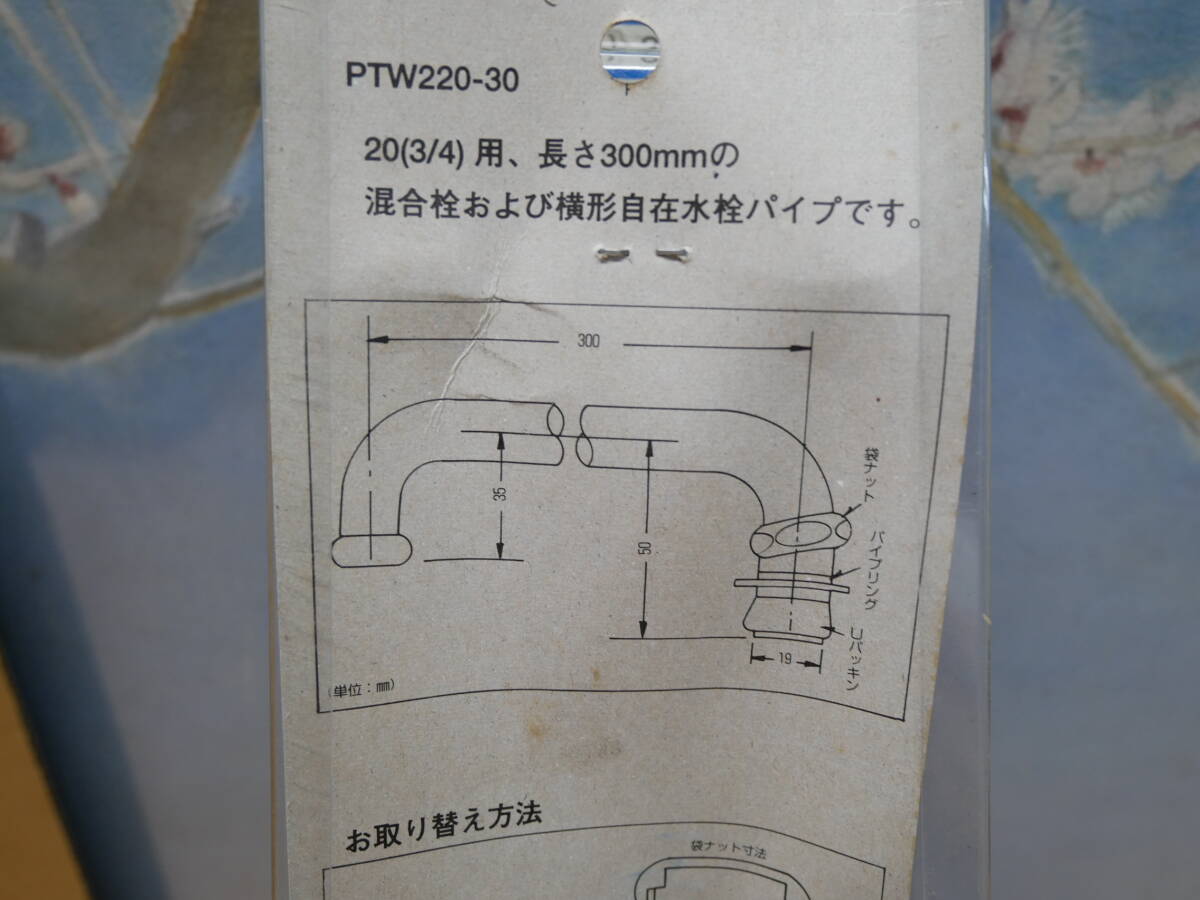 PTW220-30
20(3/4) 用、長さ300mmの
混合栓および横形自在水栓パイプです。
300
袋ナット
35
50
パイプリング
Uパッキン
19
(単位：mm)
お取り替え方法
袋ナット寸法